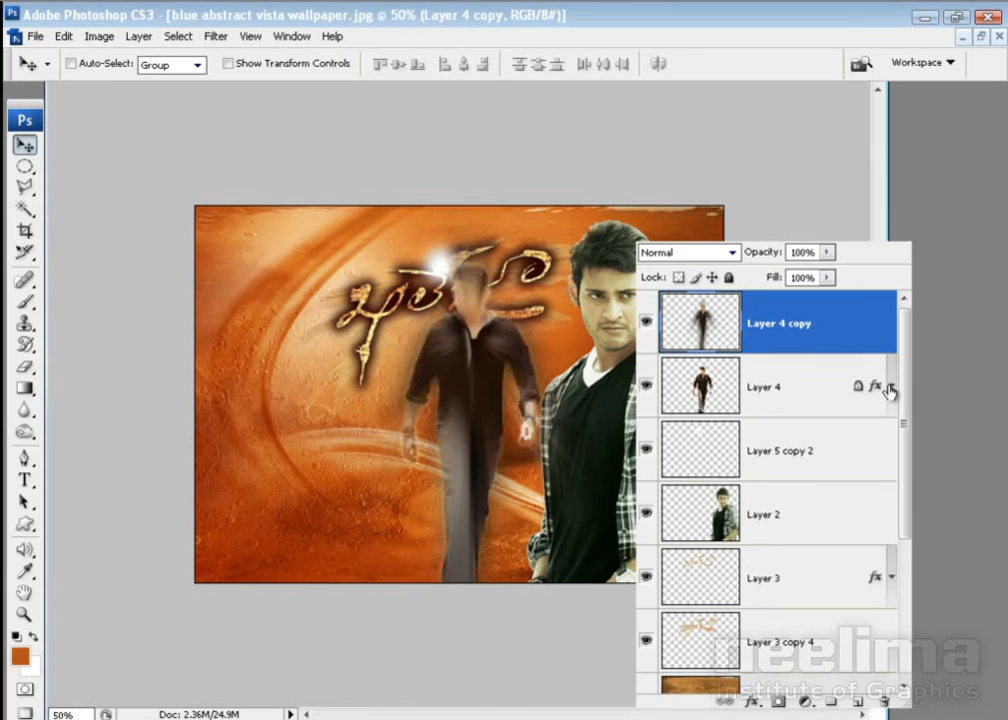 Adobe Photoshop CS3 - [blue abstract vista wallpaper.jpg @ 50% (Layer 4 copy, RGB/8#)]
File Edit Image Layer Select Filter View Window Help
Auto-Select: Group Show Transform Controls Workspace
Ps
Normal Opacity: 100%
Lock: Fill: 100%
Layer 4 copy
Layer 4 fx
Layer 5 copy 2
Layer 2
Layer 3 fx
Layer 3 copy 4
neelima
Institute of Graphics
50% Doc: 2.36M/24.9M